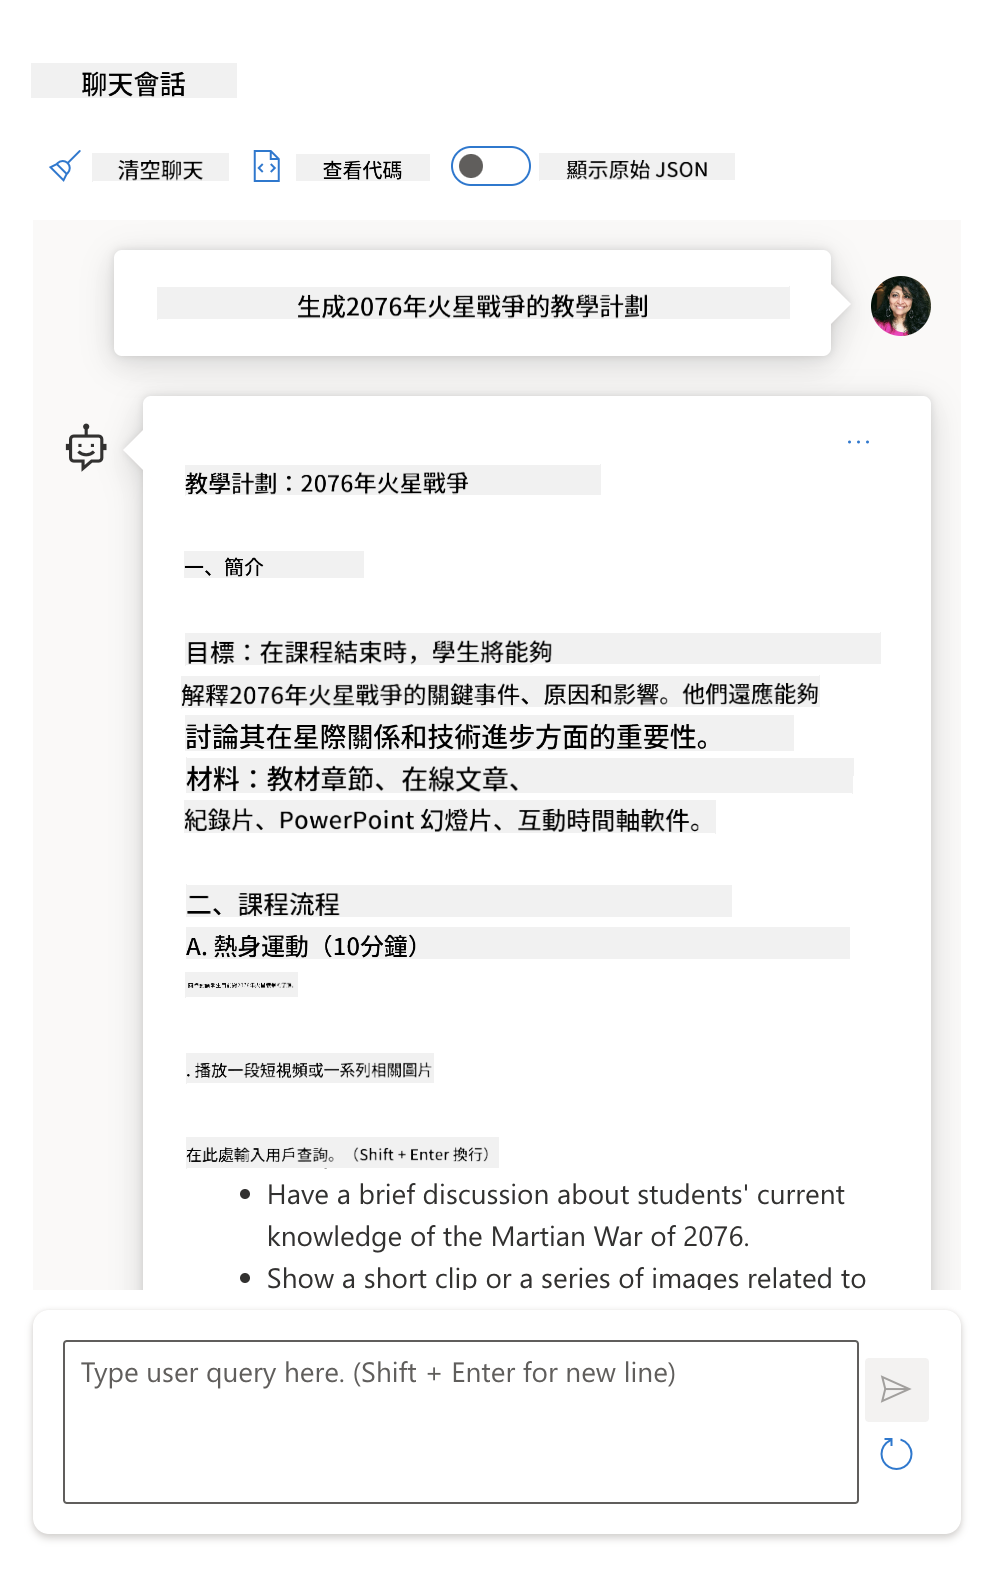 聊天會話
清空聊天
查看代碼
顯示原始 JSON
生成2076年火星戰爭的教學計劃
教學計劃：2076年火星戰爭
一、簡介
目標：在課程結束時，學生將能夠
解釋2076年火星戰爭的關鍵事件、原因和影響。他們還應能夠
討論其在星際關係和技術進步方面的重要性。
材料：教材章節、在線文章、
紀錄片、PowerPoint 幻燈片、互動時間軸軟件。
二、課程流程
A. 熱身運動（10分鐘）
. 播放一段短視頻或一系列相關圖片
在此處輸入用戶查詢。（Shift + Enter 換行）
Have a brief discussion about students' current
knowledge of the Martian War of 2076.
Show a short clip or a series of images related to
Type user query here. (Shift + Enter for new line)